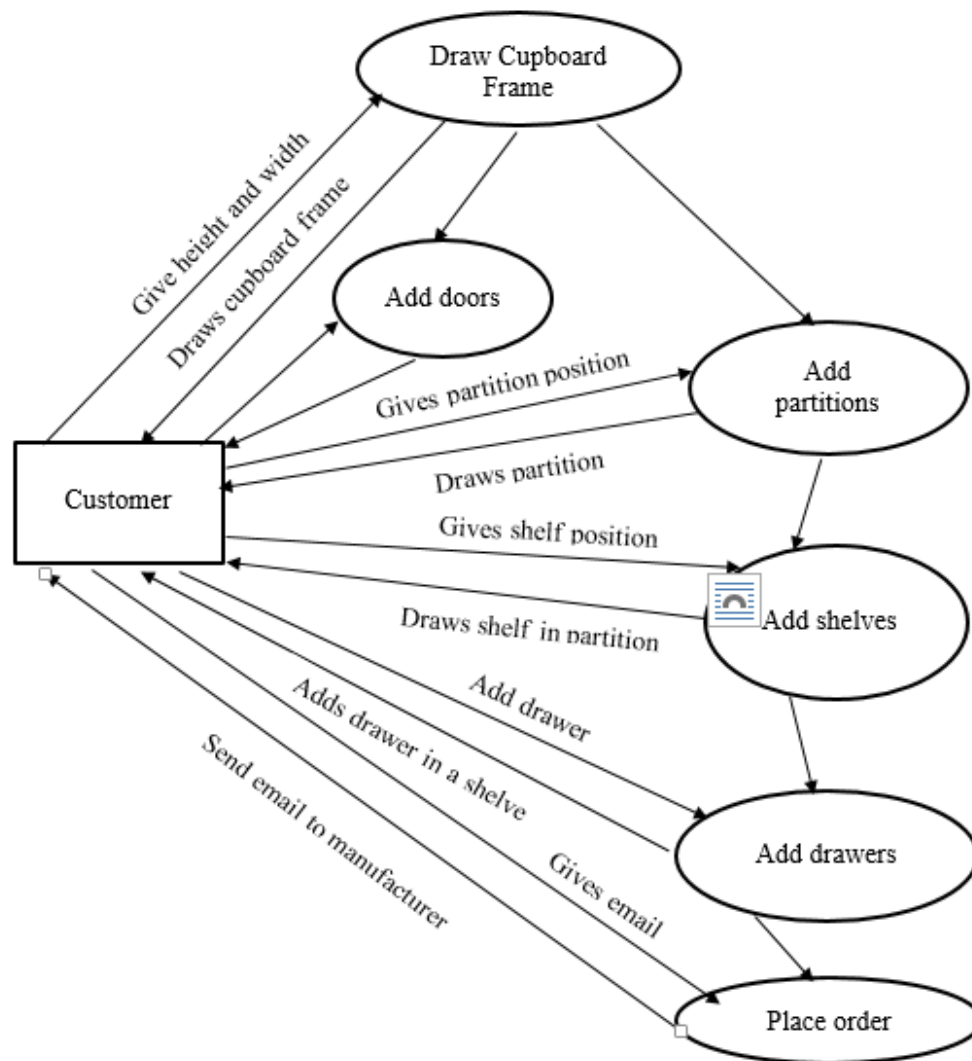 Draw Cupboard
Frame
Give height and width
Draws cupboard frame
Add doors
Gives partition position
Add
partitions
Draws partition
Customer
Gives shelf position
Draws shelf in partition
Add shelves
Add drawer
Adds drawer in a shelve
Send email to manufacturer
Gives email
Add drawers
Place order